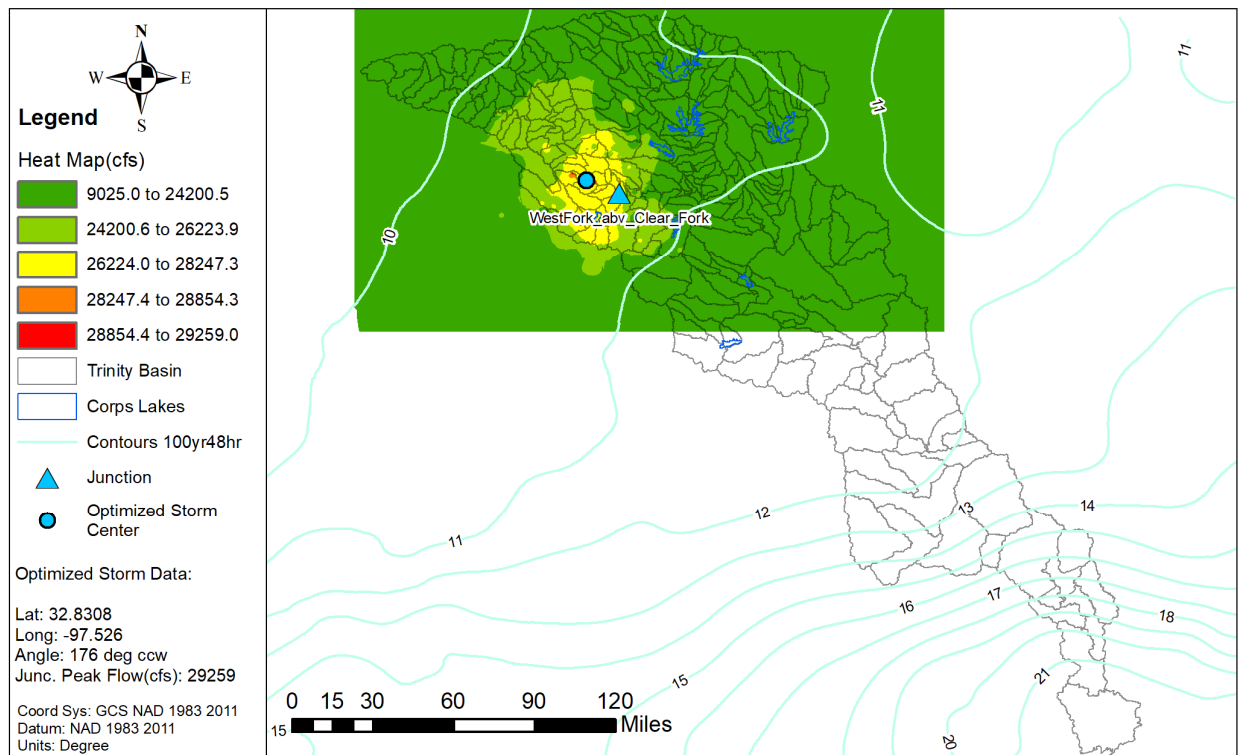 N
W E
S
Legend
Heat Map(cfs)
9025.0 to 24200.5
24200.6 to 26223.9
26224.0 to 28247.3
28247.4 to 28854.3
28854.4 to 29259.0
Trinity Basin
Corps Lakes
Contours 100yr48hr
Junction
Optimized Storm
Center
Optimized Storm Data:
Lat: 32.8308
Long: -97.526
Angle: 176 deg ccw
Junc. Peak Flow(cfs): 29259
Coord Sys: GCS NAD 1983 2011
Datum: NAD 1983 2011
Units: Degree
11
11
WestFork_abv_Clear_Fork
10
12
13
14
11
16
17
18
15
21
20
15
0 15 30 60 90 120
Miles